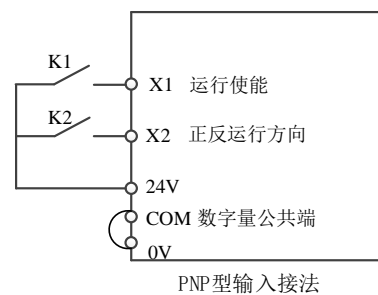 K1
X1 运行使能
K2
X2 正反运行方向
24V
COM 数字量公共端
0V
PNP型输入接法